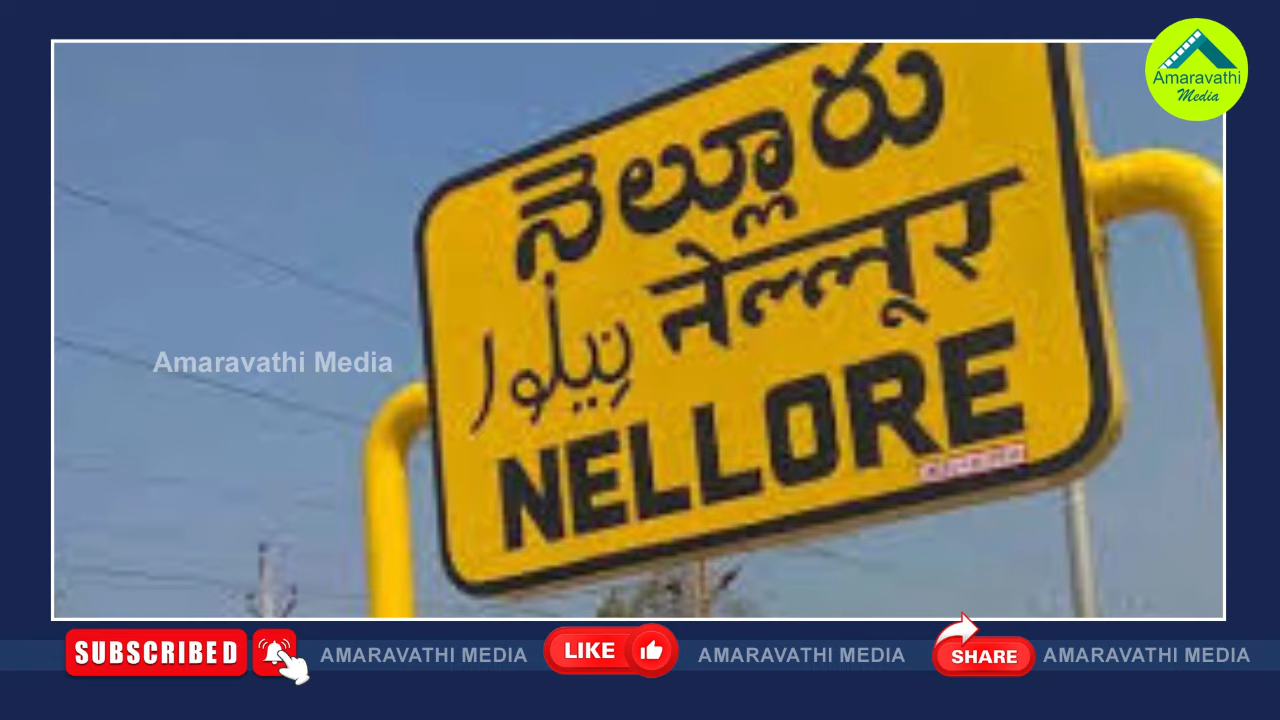 Amaravathi
Media
నెల్లూరు
नेल्लूर
نیلور
NELLORE
Amaravathi Media
SUBSCRIBED
AMARAVATHI MEDIA
LIKE
AMARAVATHI MEDIA
SHARE
AMARAVATHI MEDIA